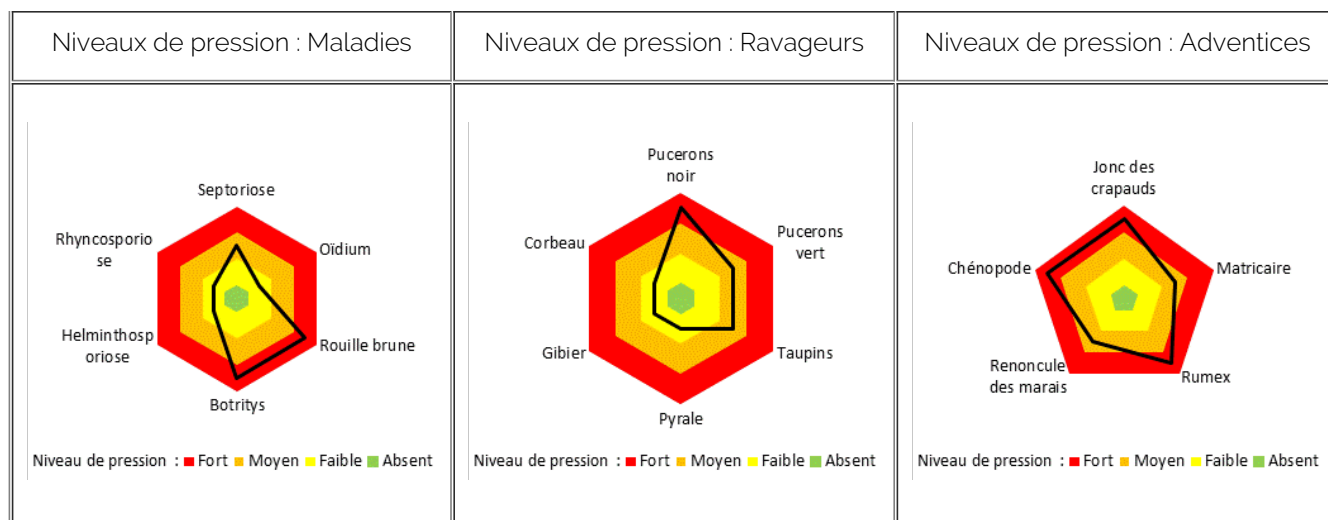 Niveaux de pression : Maladies
Niveaux de pression : Ravageurs
Niveaux de pression : Adventices
Septoriose
Oïdium
Rouille brune
Botritys
Helminthosp
oriose
Rhyncosporio
se
Niveau de pression : Fort Moyen Faible Absent
Pucerons
noir
Pucerons
vert
Taupins
Pyrale
Gibier
Corbeau
Niveau de pression : Fort Moyen Faible Absent
Jonc des
crapauds
Matricaire
Rumex
Renoncule
des marais
Chénopode
Niveau de pression : Fort Moyen Faible Absent